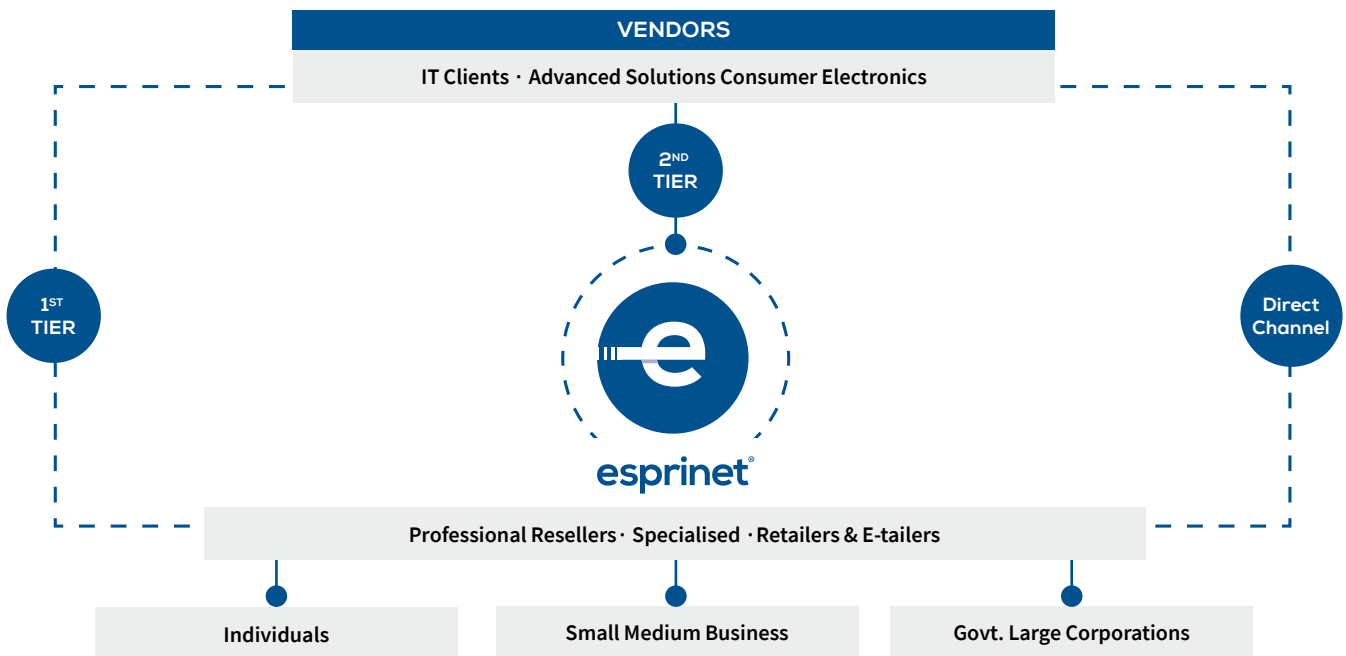 VENDORS
IT Clients · Advanced Solutions Consumer Electronics
2ND
TIER
1ST
TIER
Direct
Channel
e
esprinet®
Professional Resellers · Specialised · Retailers & E-tailers
Individuals
Small Medium Business
Govt. Large Corporations